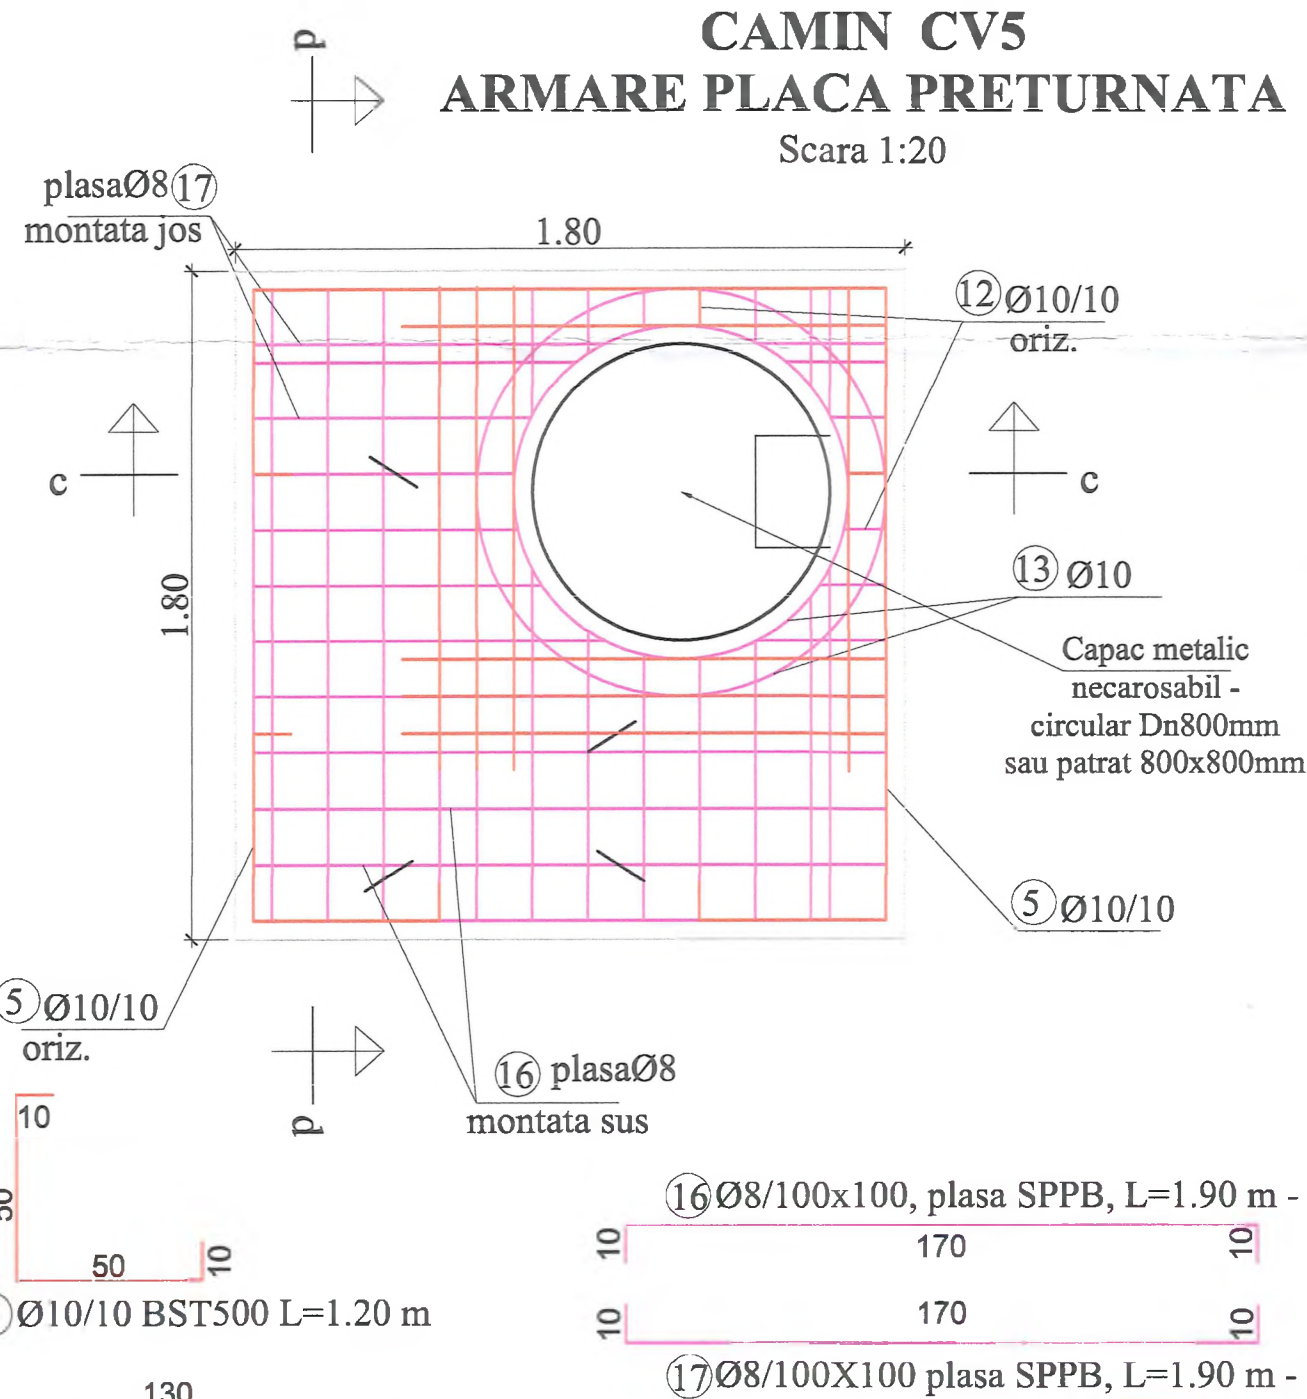 CAMIN CV5
ARMARE PLACA PRETURNATA
Scara 1:20
d
plasaØ8 17
montata jos
1.80
12 Ø10/10
oriz.
c
c
1.80
13 Ø10
Capac metalic
necarosabil -
circular Dn800mm
sau patrat 800x800mm
5 Ø10/10
5 Ø10/10
oriz.
16 plasaØ8
montata sus
d
10
50
50
10
Ø10/10 BST500 L=1.20 m
130
16 Ø8/100x100, plasa SPPB, L=1.90 m -
10
170
10
10
170
10
17 Ø8/100X100 plasa SPPB, L=1.90 m -